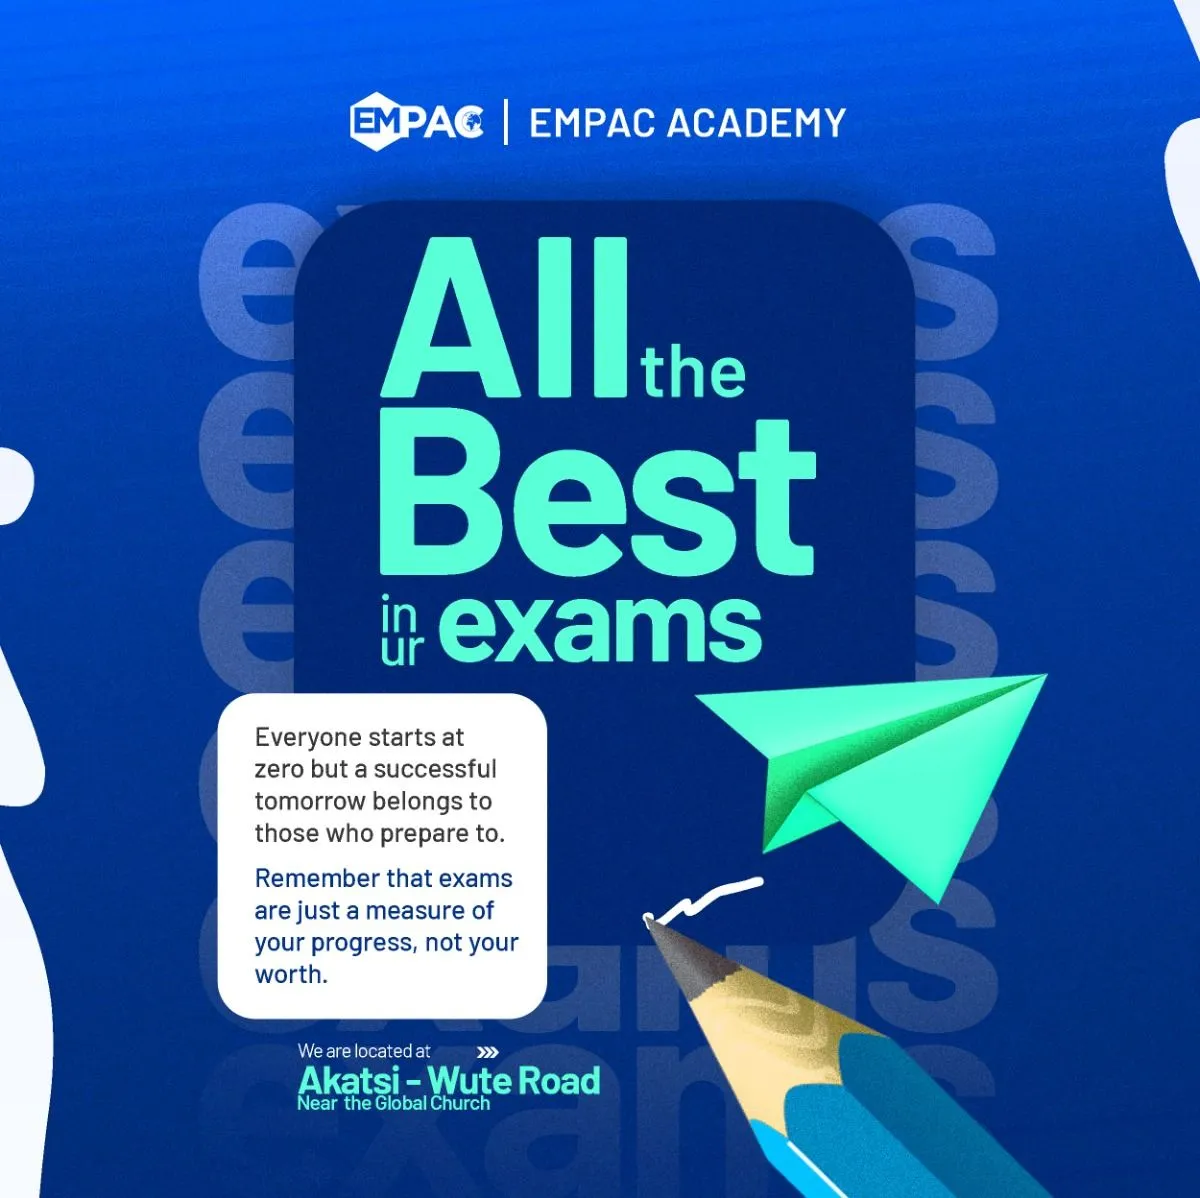 EMPAC | EMPAC ACADEMY
All the
Best
in ur exams
Everyone starts at
zero but a successful
tomorrow belongs to
those who prepare to.
Remember that exams
are just a measure of
your progress, not your
worth.
We are located at
Akatsi - Wute Road
Near the Global Church
exams